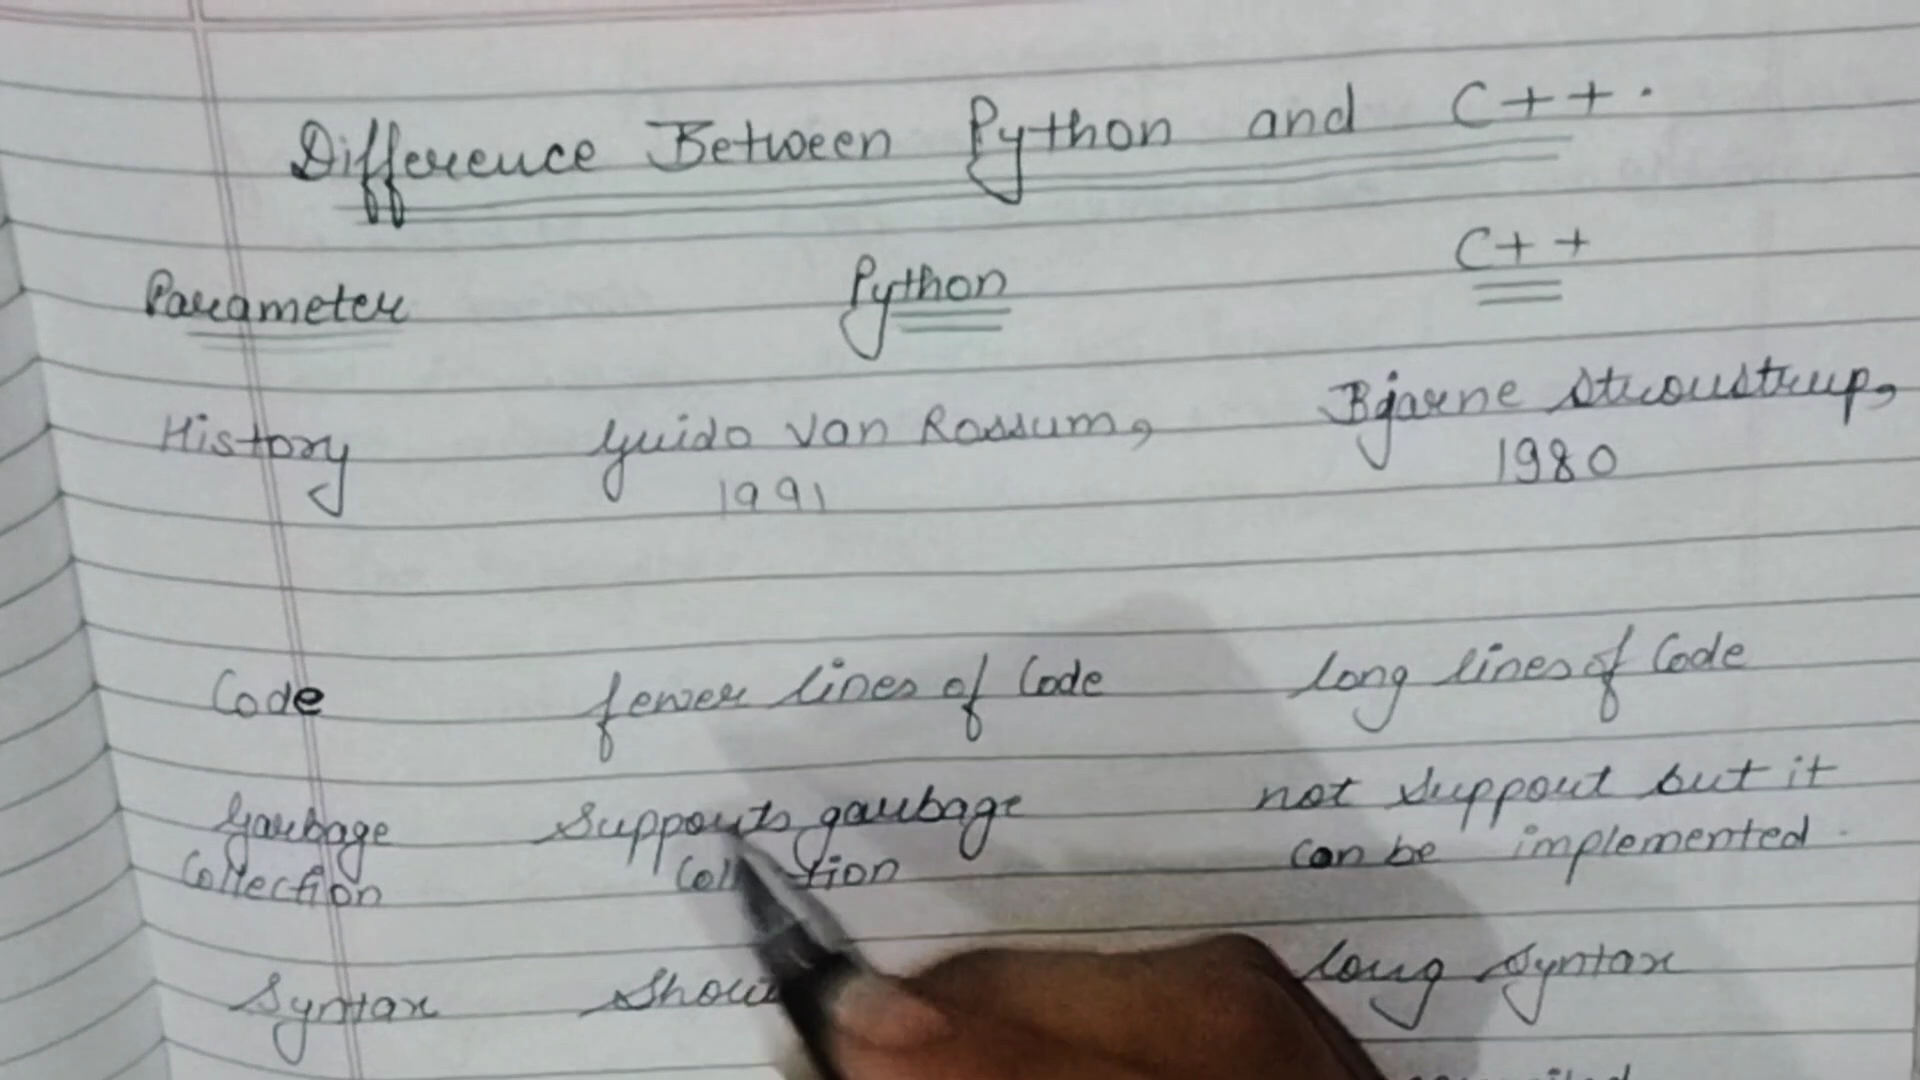 Difference Between Python and C++.
Parameter Python C++
History Guido Van Rossum, Bjarne Stroustrup,
1991 1980
Code fewer lines of Code long lines of Code
Garbage Supports garbage not support but it
Collection can be implemented.
Syntax long syntax